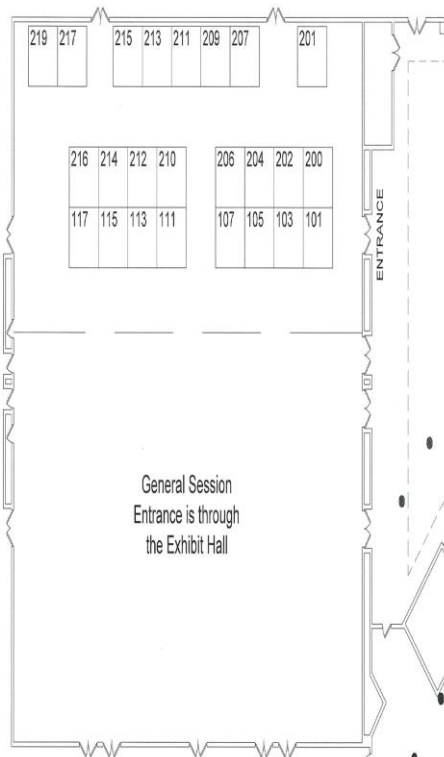 219 217 215 213 211 209 207 201
216 214 212 210 206 204 202 200
117 115 113 111 107 105 103 101
ENTRANCE
General Session
Entrance is through
the Exhibit Hall